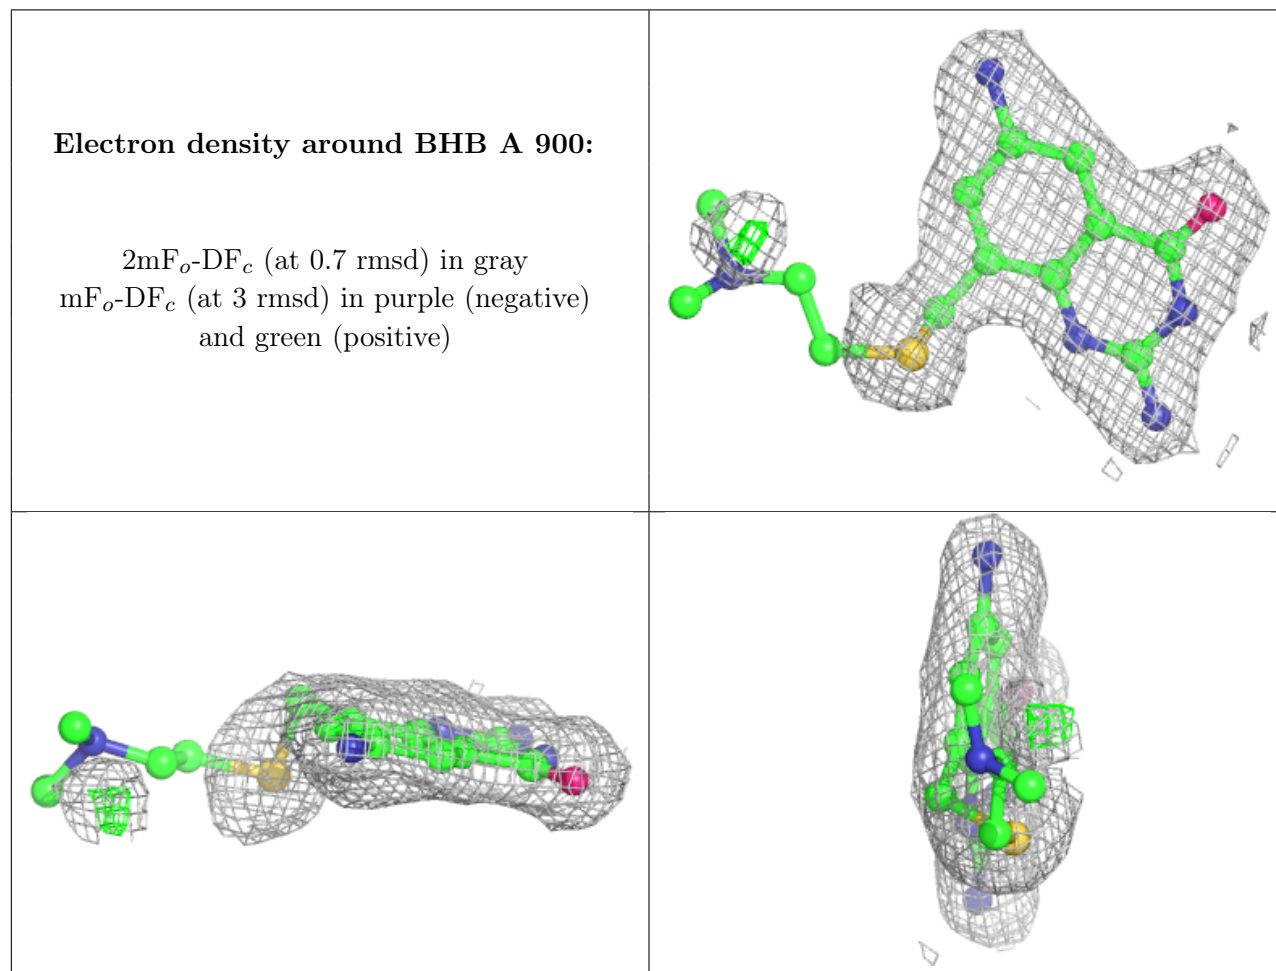 Electron density around BHB A 900:
2mFo-DFc (at 0.7 rmsd) in gray
mFo-DFc (at 3 rmsd) in purple (negative)
and green (positive)